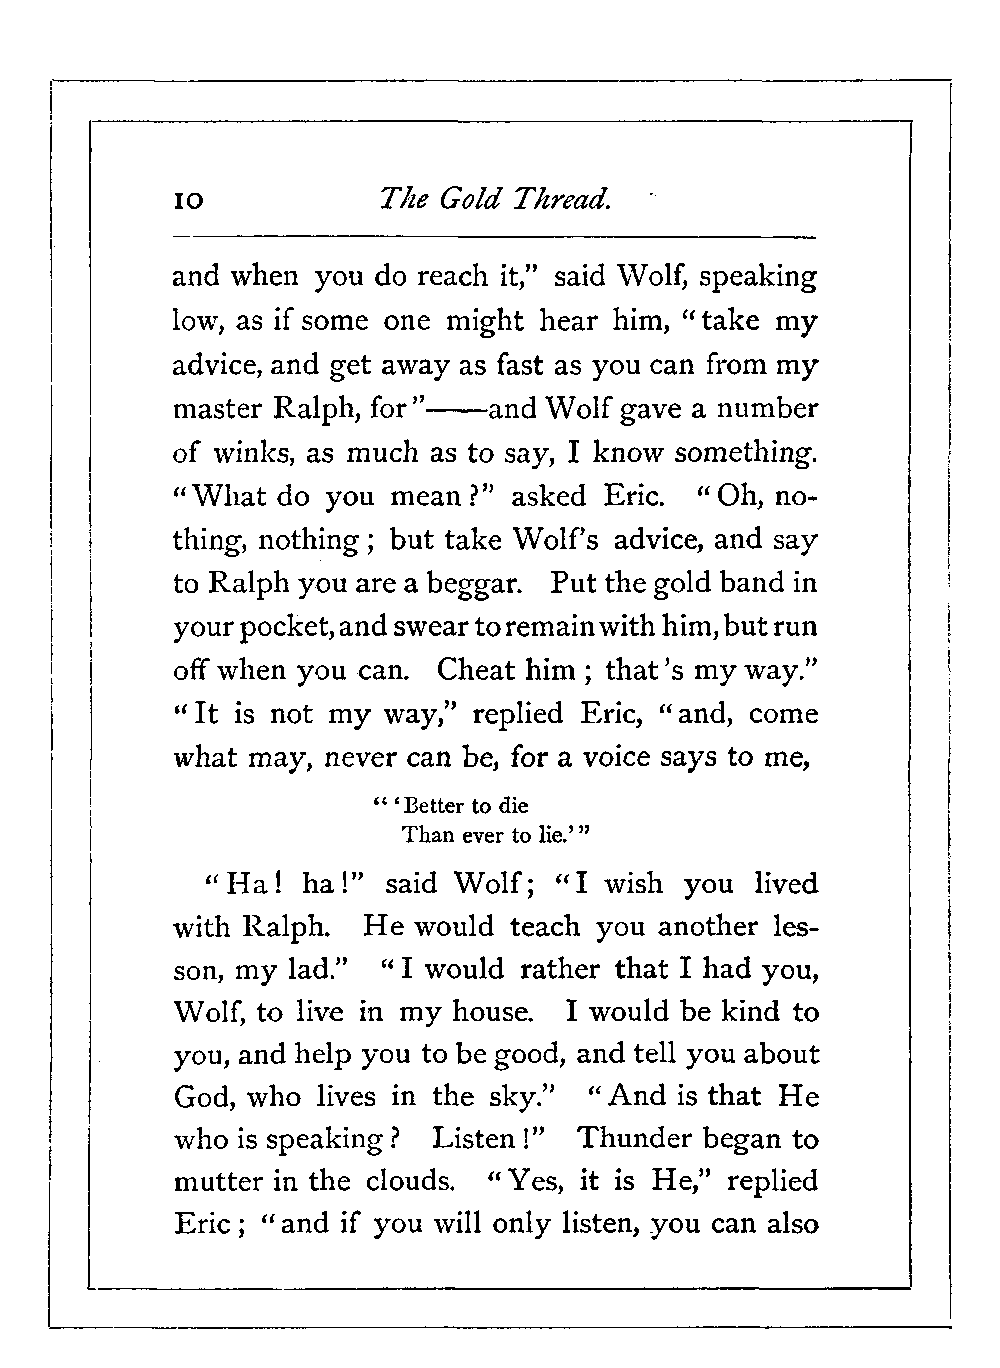 10 The Gold Thread.
and when you do reach it,” said Wolf, speaking
low, as if some one might hear him, “take my
advice, and get away as fast as you can from my
master Ralph, for”——and Wolf gave a number
of winks, as much as to say, I know something.
“What do you mean?” asked Eric. “Oh, no-
thing, nothing; but take Wolf’s advice, and say
to Ralph you are a beggar. Put the gold band in
your pocket, and swear to remain with him, but run
off when you can. Cheat him; that’s my way.”
“It is not my way,” replied Eric, “and, come
what may, never can be, for a voice says to me,
“‘Better to die
Than ever to lie.’”
“Ha! ha!” said Wolf; “I wish you lived
with Ralph. He would teach you another les-
son, my lad.” “I would rather that I had you,
Wolf, to live in my house. I would be kind to
you, and help you to be good, and tell you about
God, who lives in the sky.” “And is that He
who is speaking? Listen!” Thunder began to
mutter in the clouds. “Yes, it is He,” replied
Eric; “and if you will only listen, you can also